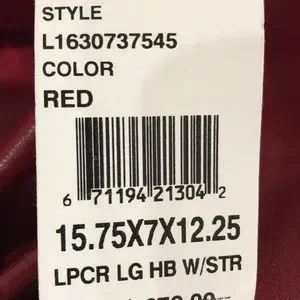 STYLE
L1630737545
COLOR
RED
6 71194 21304 2
15.75X7X12.25
LPCR LG HB W/STR